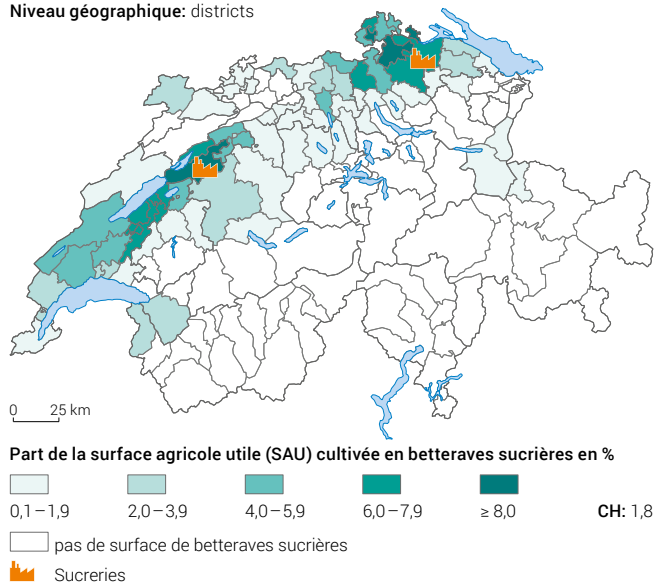 Niveau géographique: districts
0 25 km
Part de la surface agricole utile (SAU) cultivée en betteraves sucrières en %
0,1–1,9 2,0–3,9 4,0–5,9 6,0–7,9 ≥ 8,0 CH: 1,8
pas de surface de betteraves sucrières
Sucreries